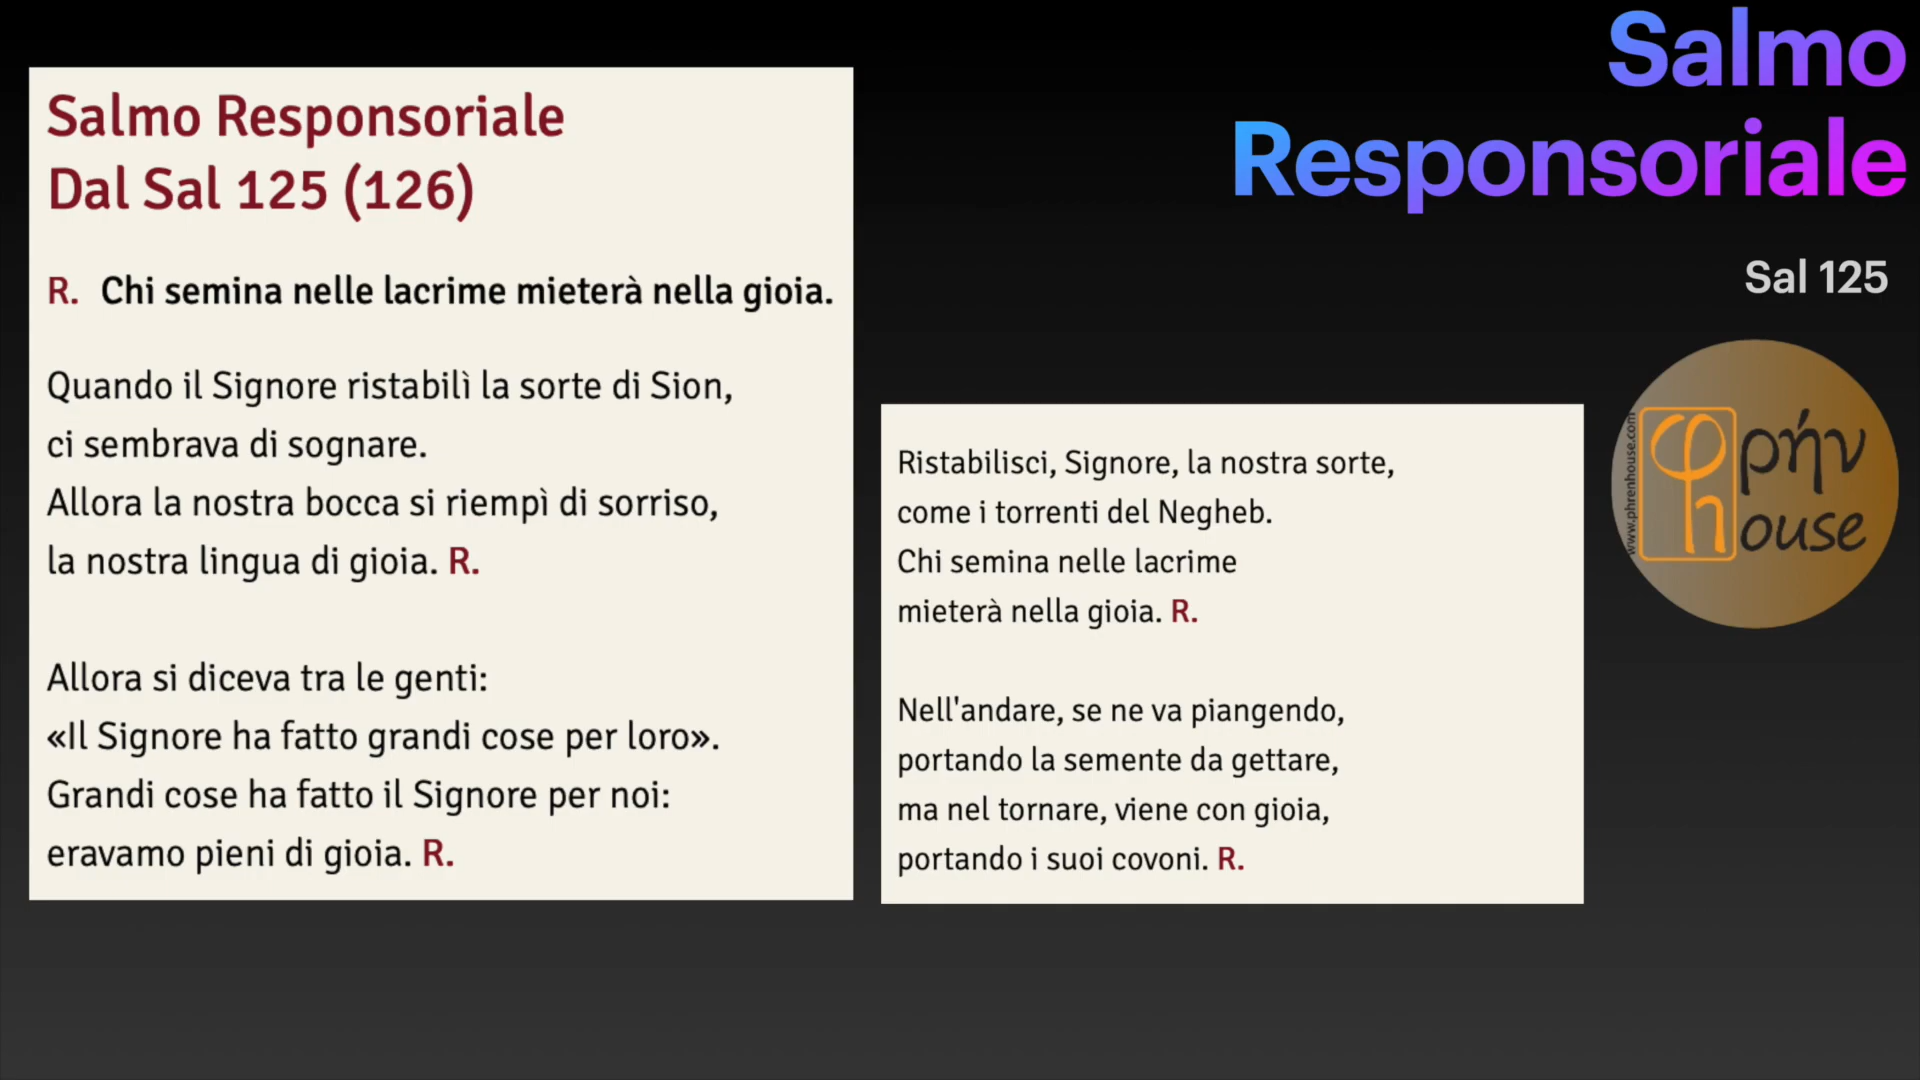 Salmo Responsoriale
Dal Sal 125 (126)
R. Chi semina nelle lacrime mieterà nella gioia.
Quando il Signore ristabilì la sorte di Sion,
ci sembrava di sognare.
Allora la nostra bocca si riempì di sorriso,
la nostra lingua di gioia. R.
Allora si diceva tra le genti:
«Il Signore ha fatto grandi cose per loro».
Grandi cose ha fatto il Signore per noi:
eravamo pieni di gioia. R.
Ristabilisci, Signore, la nostra sorte,
come i torrenti del Negheb.
Chi semina nelle lacrime
mieterà nella gioia. R.
Nell'andare, se ne va piangendo,
portando la semente da gettare,
ma nel tornare, viene con gioia,
portando i suoi covoni. R.
Salmo
Responsoriale
Sal 125
www.phrenhouse.com
φρήν
house